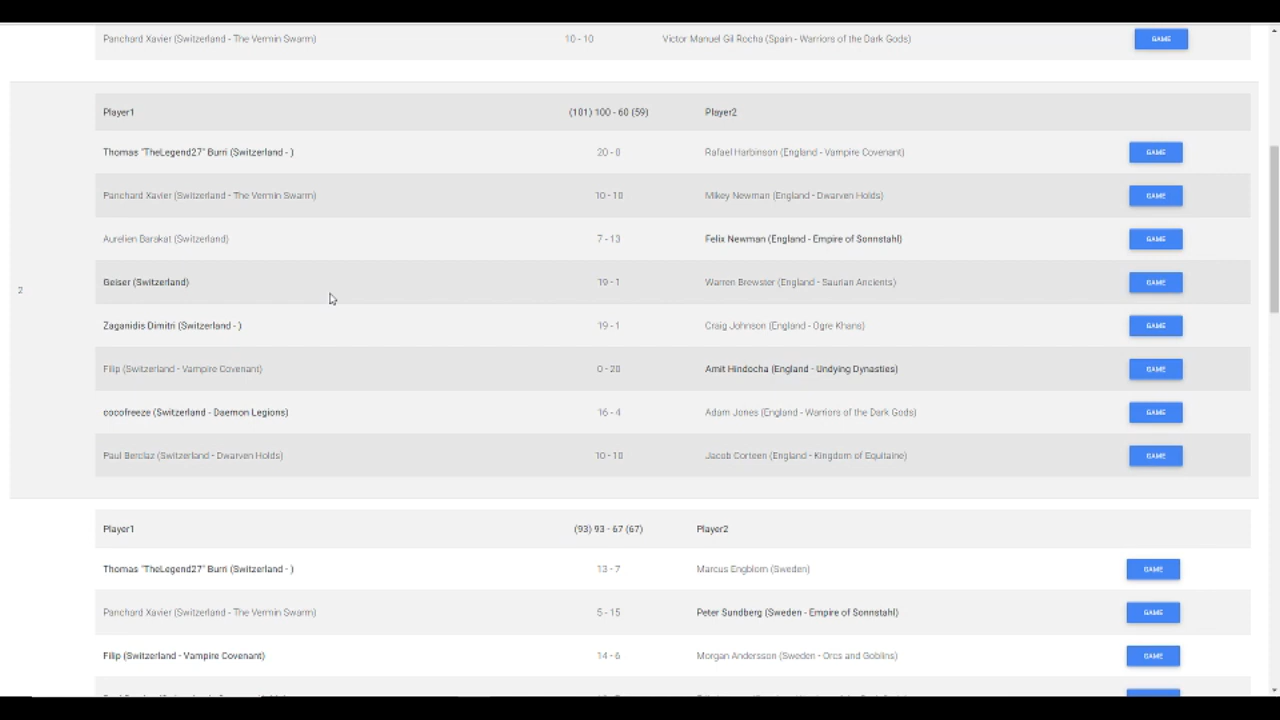 Panchard Xavier (Switzerland - The Vermin Swarm) 10 - 10 Victor Manuel Gil Rocha (Spain - Warriors of the Dark Gods) GAME
Player1 (101) 100 - 60 (59) Player2
Thomas "TheLegend27" Burri (Switzerland - ) 20 - 0 Rafael Harbinson (England - Vampire Covenant) GAME
Panchard Xavier (Switzerland - The Vermin Swarm) 10 - 10 Mikey Newman (England - Dwarven Holds) GAME
Aurelien Barakat (Switzerland) 7 - 13 Felix Newman (England - Empire of Sonnstahl) GAME
2 Geiser (Switzerland) 19 - 1 Warren Brewster (England - Saurian Ancients) GAME
Zaganidis Dimitri (Switzerland - ) 19 - 1 Craig Johnson (England - Ogre Khans) GAME
Filip (Switzerland - Vampire Covenant) 0 - 20 Amit Hindocha (England - Undying Dynasties) GAME
cocofreeze (Switzerland - Daemon Legions) 16 - 4 Adam Jones (England - Warriors of the Dark Gods) GAME
Paul Berclaz (Switzerland - Dwarven Holds) 10 - 10 Jacob Corteen (England - Kingdom of Equitaine) GAME
Player1 (93) 93 - 67 (67) Player2
Thomas "TheLegend27" Burri (Switzerland - ) 13 - 7 Marcus Engblom (Sweden) GAME
Panchard Xavier (Switzerland - The Vermin Swarm) 5 - 15 Peter Sundberg (Sweden - Empire of Sonnstahl) GAME
Filip (Switzerland - Vampire Covenant) 14 - 6 Morgan Andersson (Sweden - Orcs and Goblins) GAME